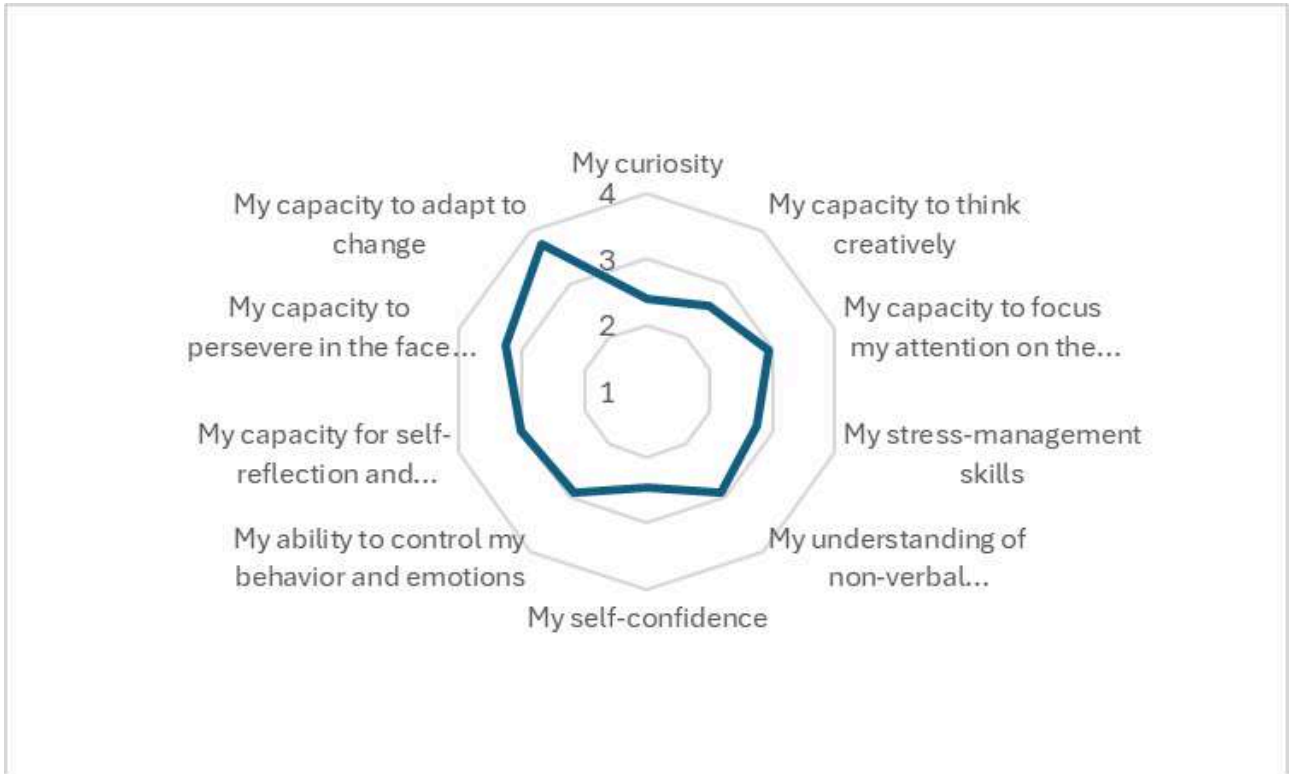 My curiosity
4
My capacity to think
creatively
My capacity to focus
my attention on the...
My stress-management
skills
My understanding of
non-verbal...
My self-confidence
My ability to control my
behavior and emotions
My capacity for self-
reflection and...
My capacity to
persevere in the face...
My capacity to adapt to
change
3
2
1